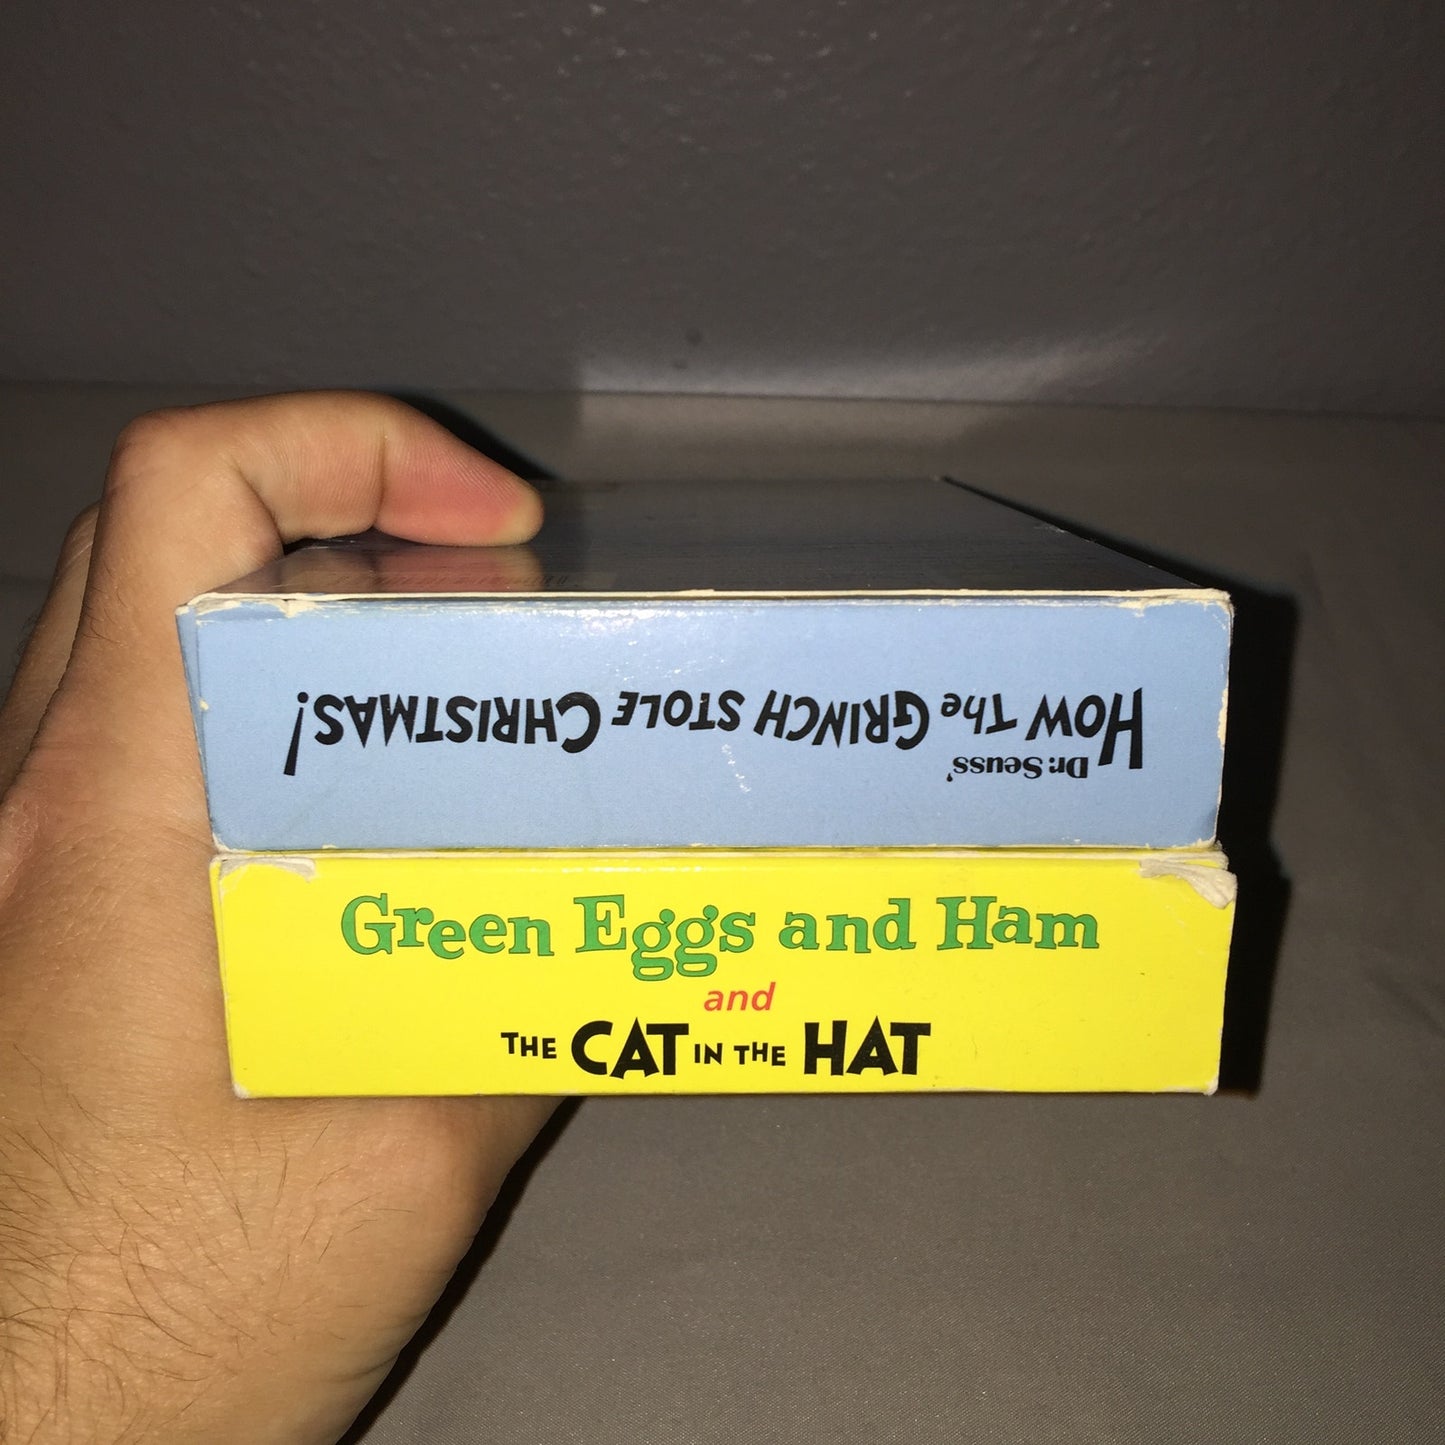 Dr. Seuss'
HOW The GRINCH STOLE CHRISTMAS!
Green Eggs and Ham
and
THE CAT IN THE HAT